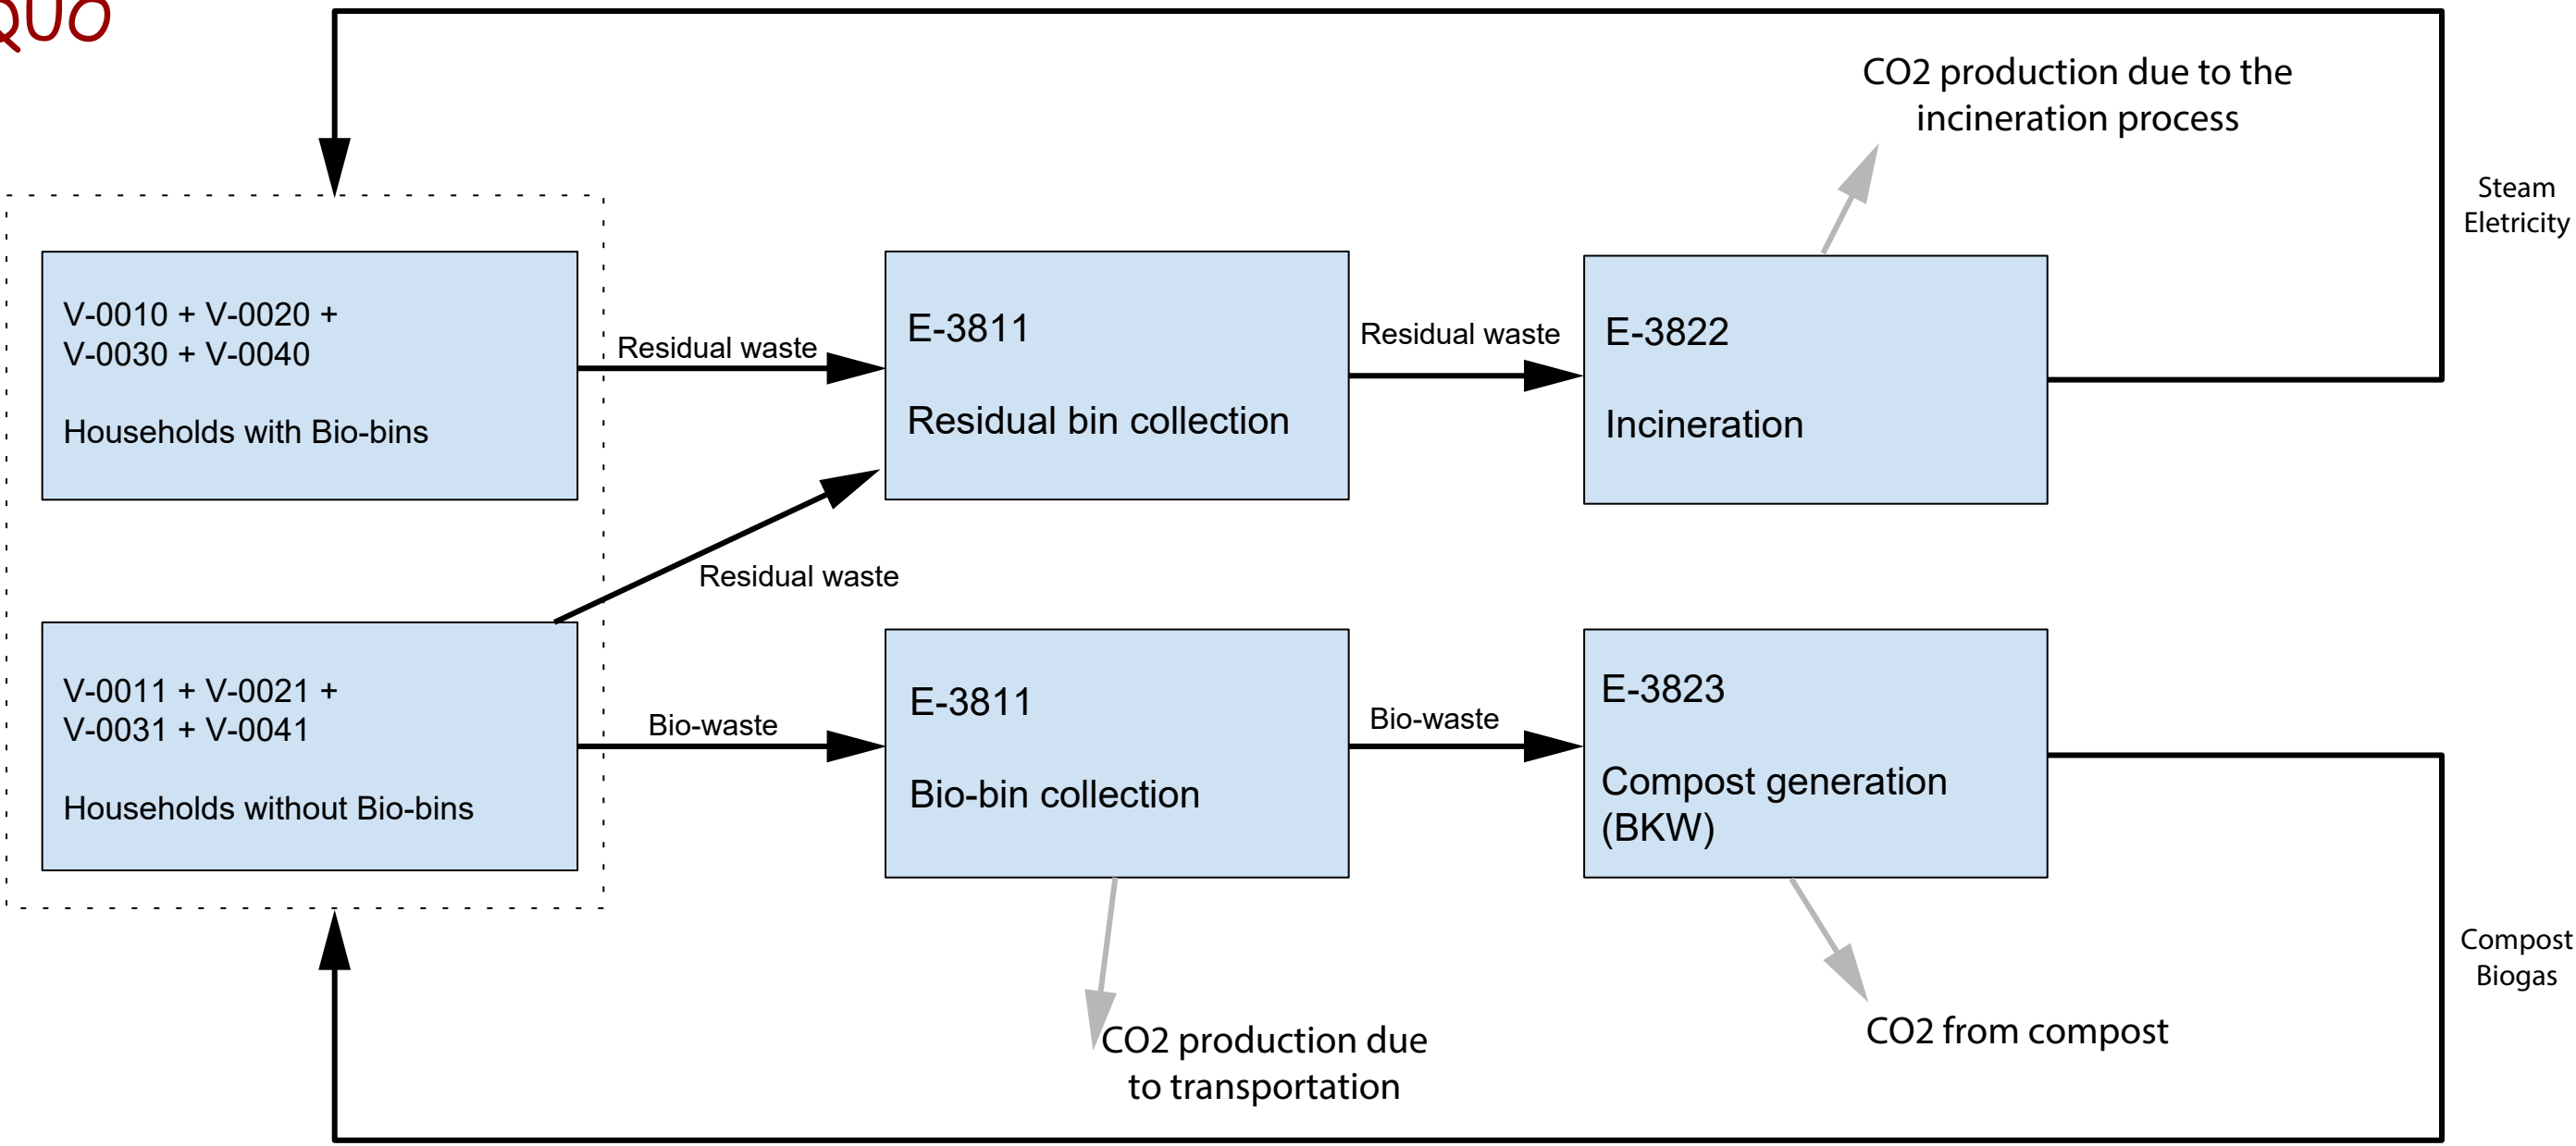 QUO
CO2 production due to the
incineration process
Steam
Eletricity
V-0010 + V-0020 +
V-0030 + V-0040
Households with Bio-bins
Residual waste
E-3811
Residual bin collection
Residual waste
E-3822
Incineration
Residual waste
V-0011 + V-0021 +
V-0031 + V-0041
Households without Bio-bins
Bio-waste
E-3811
Bio-bin collection
Bio-waste
E-3823
Compost generation
(BKW)
Compost
Biogas
CO2 production due
to transportation
CO2 from compost